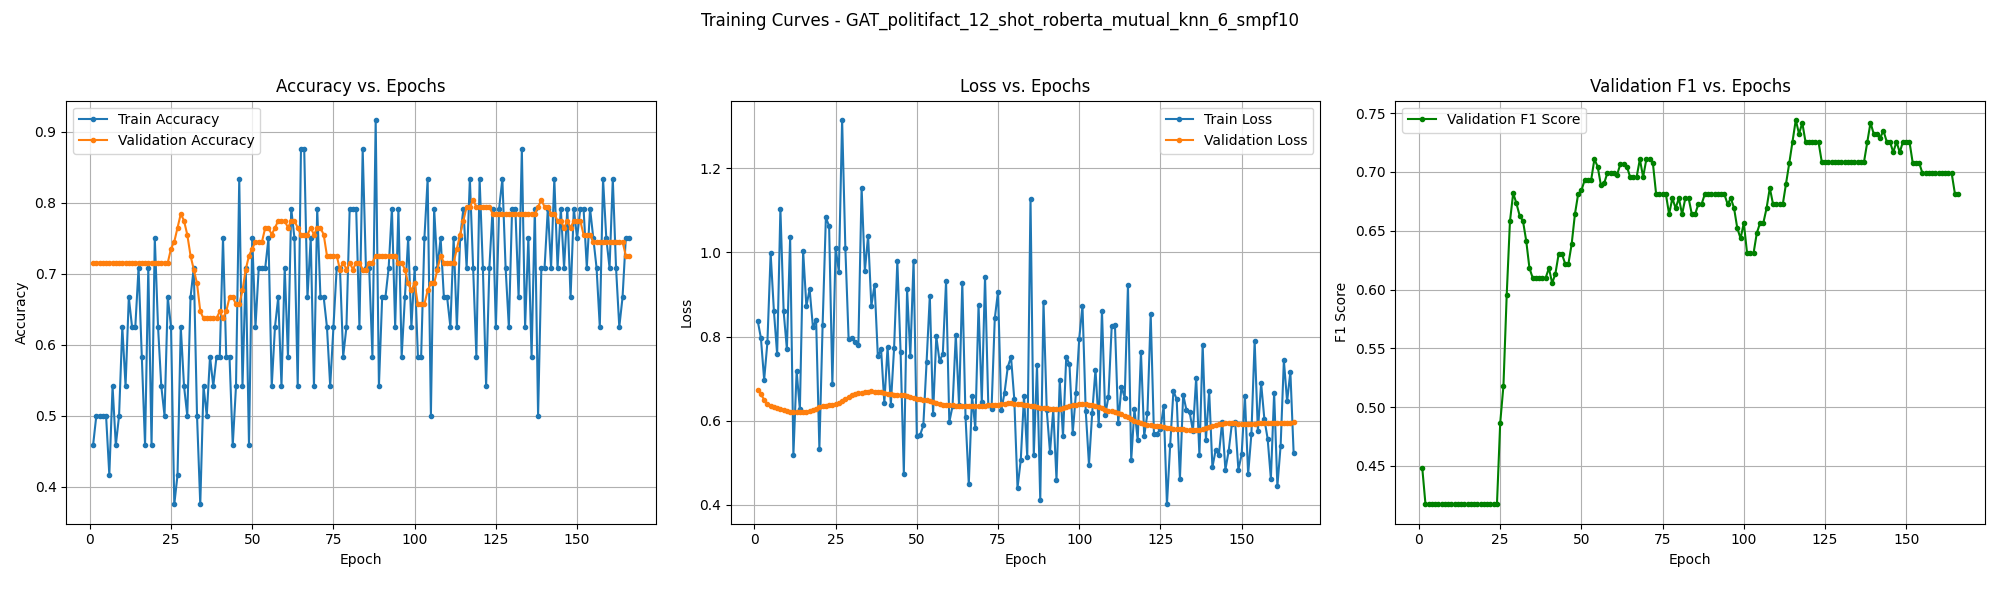 Training Curves - GAT_politifact_12_shot_roberta_mutual_knn_6_smpf10
Accuracy vs. Epochs
Train Accuracy
Validation Accuracy
Accuracy
0.9
0.8
0.7
0.6
0.5
0.4
0 25 50 75 100 125 150
Epoch
Loss vs. Epochs
Train Loss
Validation Loss
Loss
1.2
1.0
0.8
0.6
0.4
0 25 50 75 100 125 150
Epoch
Validation F1 vs. Epochs
Validation F1 Score
F1 Score
0.75
0.70
0.65
0.60
0.55
0.50
0.45
0 25 50 75 100 125 150
Epoch